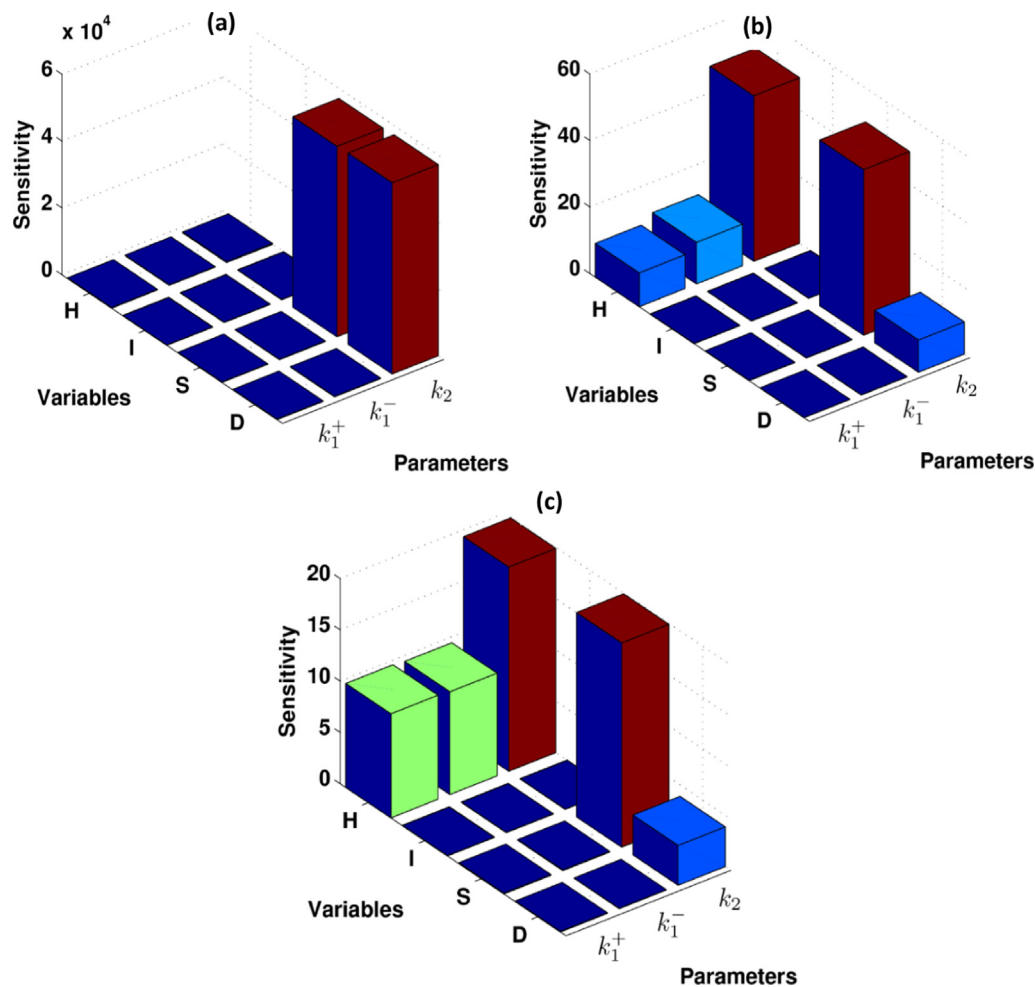 (a)
x 10^4
6
4
2
0
Sensitivity
H
I
S
D
Variables
k_1^+
k_1^-
k_2
Parameters
(b)
60
40
20
0
Sensitivity
H
I
S
D
Variables
k_1^+
k_1^-
k_2
Parameters
(c)
20
15
10
5
0
Sensitivity
H
I
S
D
Variables
k_1^+
k_1^-
k_2
Parameters